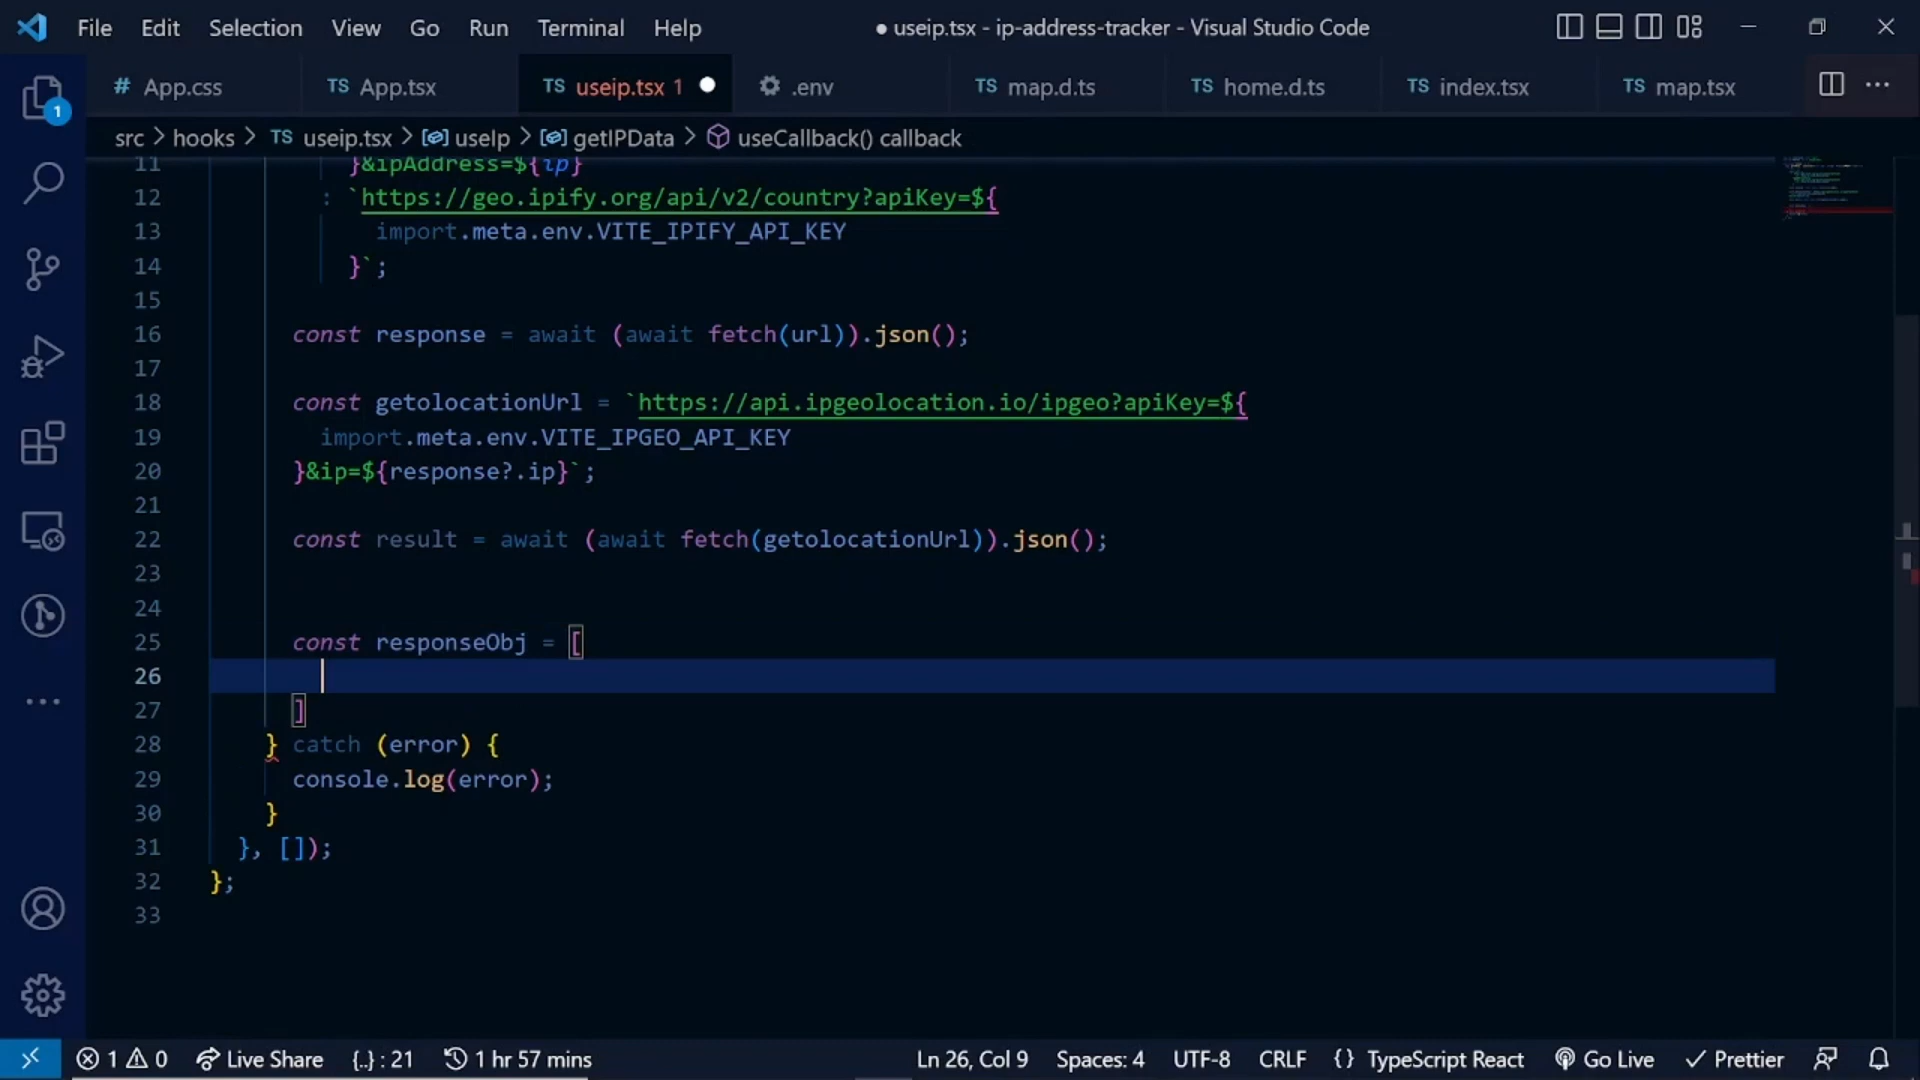 File Edit Selection View Go Run Terminal Help ● useip.tsx - ip-address-tracker - Visual Studio Code
# App.css TS App.tsx TS useip.tsx 1 .env TS map.d.ts TS home.d.ts TS index.tsx TS map.tsx
1
src > hooks > TS useip.tsx > useIp > getIPData > useCallback() callback
11 }&ipAddress=${ip}
12 : `https://geo.ipify.org/api/v2/country?apiKey=${
13 import.meta.env.VITE_IPIFY_API_KEY
14 }`;
15
16 const response = await (await fetch(url)).json();
17
18 const getolocationUrl = `https://api.ipgeolocation.io/ipgeo?apiKey=${
19 import.meta.env.VITE_IPGEO_API_KEY
20 }&ip=${response?.ip}`;
21
22 const result = await (await fetch(getolocationUrl)).json();
23
24
25 const responseObj = [
26
27 ]
28 } catch (error) {
29 console.log(error);
30 }
31 }, []);
32 };
33
1 0 Live Share {..} : 21 1 hr 57 mins Ln 26, Col 9 Spaces: 4 UTF-8 CRLF { } TypeScript React Go Live Prettier